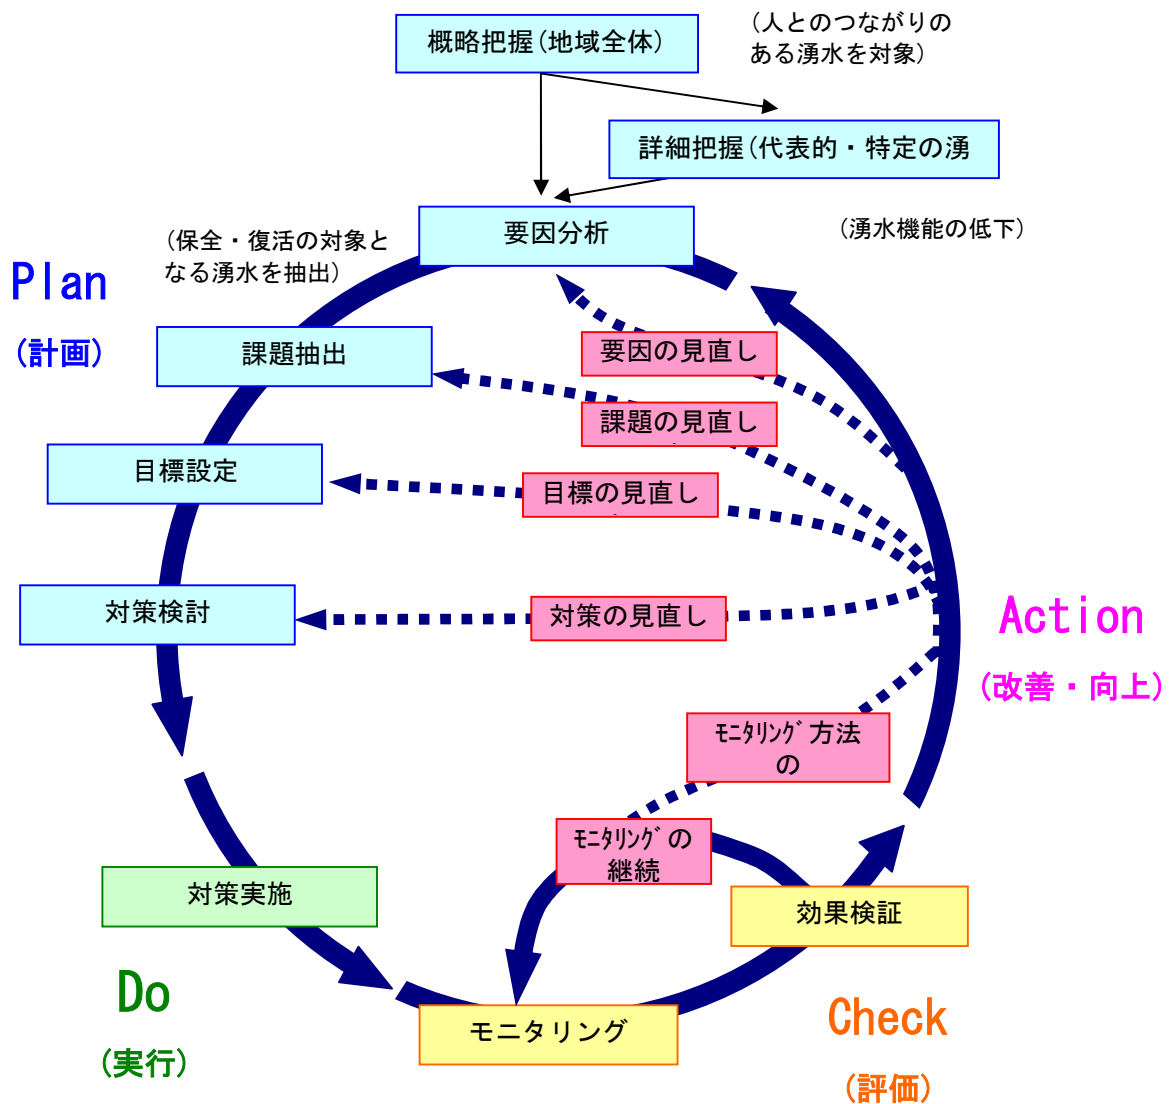 概略把握(地域全体)
(人とのつながりの
ある湧水を対象)
詳細把握(代表的・特定の湧
要因分析
(湧水機能の低下)
(保全・復活の対象と
なる湧水を抽出)
Plan
(計画)
課題抽出
要因の見直し
課題の見直し
目標設定
目標の見直し
対策検討
対策の見直し
Action
(改善・向上)
ﾓﾆﾀﾘﾝｸﾞ方法
の
ﾓﾆﾀﾘﾝｸﾞの
継続
対策実施
効果検証
Do
(実行)
モニタリング
Check
(評価)